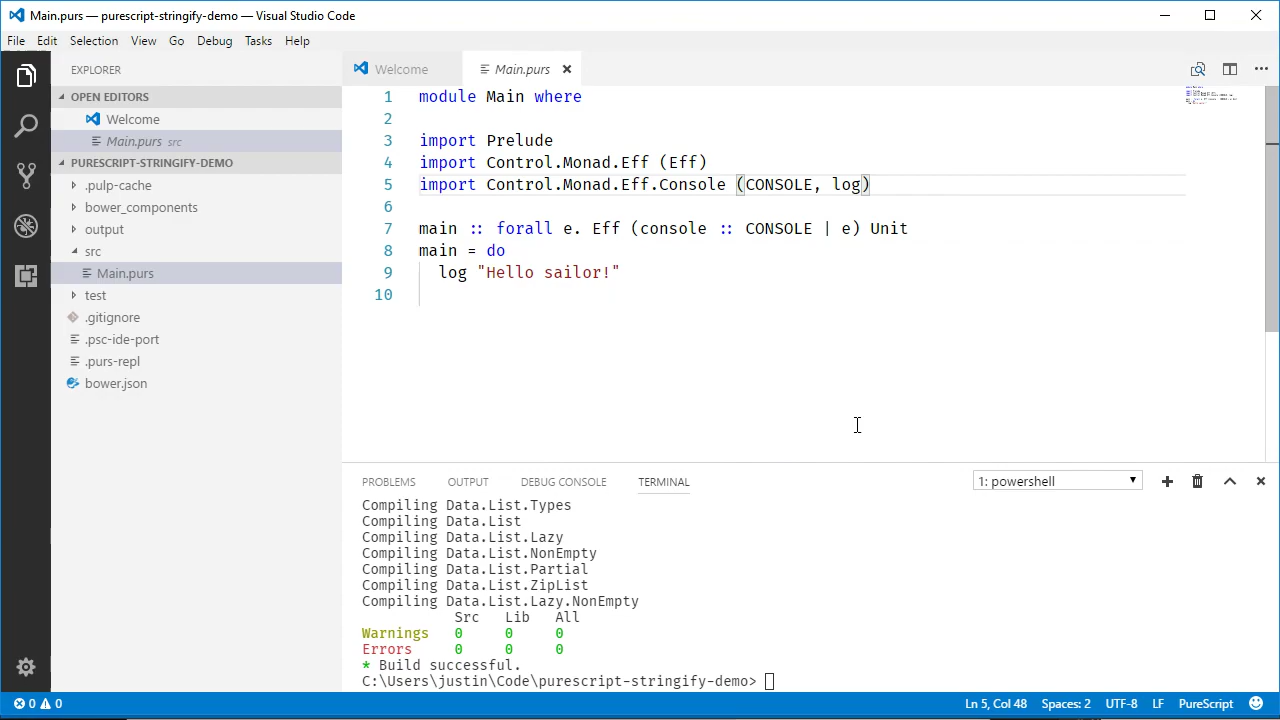 Main.purs — purescript-stringify-demo — Visual Studio Code
File Edit Selection View Go Debug Tasks Help
EXPLORER
OPEN EDITORS
Welcome
Main.purs src
PURESCRIPT-STRINGIFY-DEMO
.pulp-cache
bower_components
output
src
Main.purs
test
.gitignore
.psc-ide-port
.purs-repl
bower.json
Welcome Main.purs
1 module Main where
2
3 import Prelude
4 import Control.Monad.Eff (Eff)
5 import Control.Monad.Eff.Console (CONSOLE, log)
6
7 main :: forall e. Eff (console :: CONSOLE | e) Unit
8 main = do
9 log "Hello sailor!"
10
PROBLEMS OUTPUT DEBUG CONSOLE TERMINAL 1: powershell
Compiling Data.List.Types
Compiling Data.List
Compiling Data.List.Lazy
Compiling Data.List.NonEmpty
Compiling Data.List.Partial
Compiling Data.List.ZipList
Compiling Data.List.Lazy.NonEmpty
Src Lib All
Warnings 0 0 0
Errors 0 0 0
* Build successful.
C:\Users\justin\Code\purescript-stringify-demo>
0 0 Ln 5, Col 48 Spaces: 2 UTF-8 LF PureScript